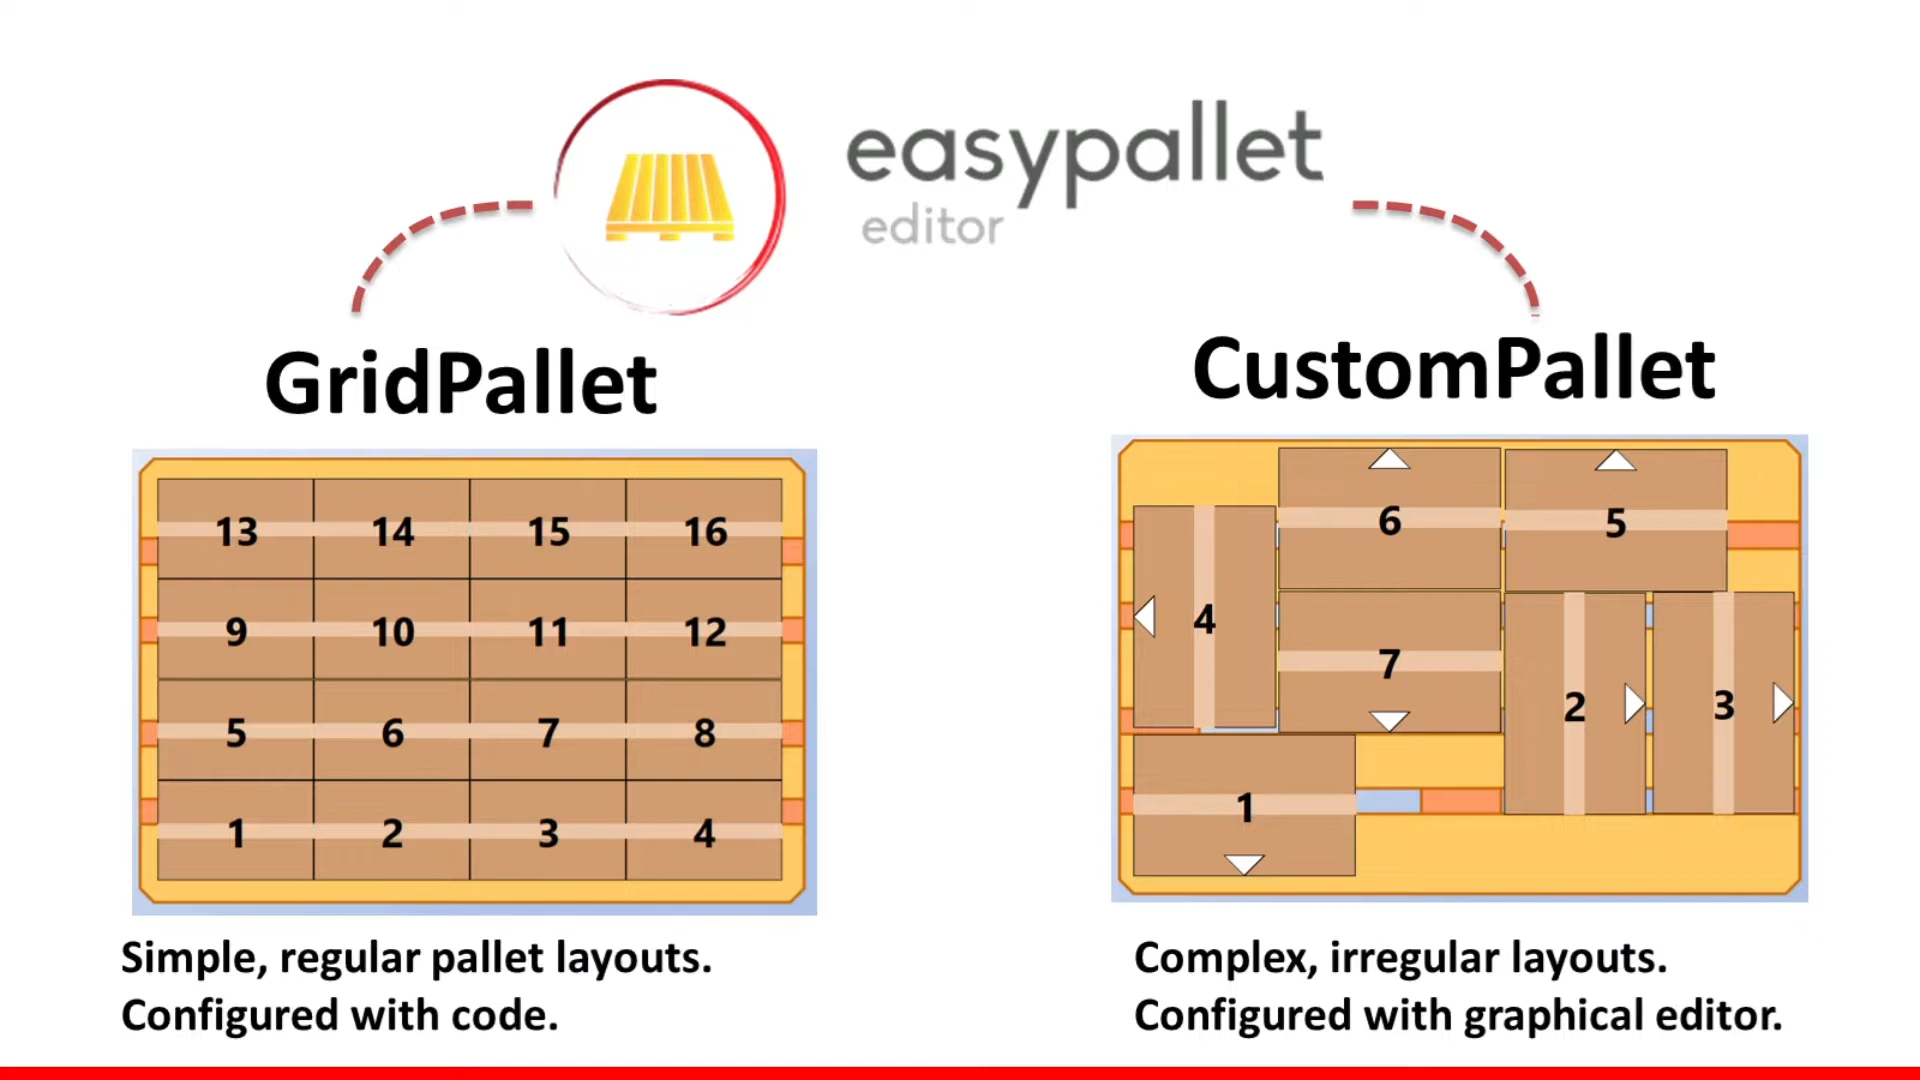 easypallet
editor
GridPallet
13 14 15 16
9 10 11 12
5 6 7 8
1 2 3 4
Simple, regular pallet layouts.
Configured with code.
CustomPallet
6 5
4
7
2 3
1
Complex, irregular layouts.
Configured with graphical editor.